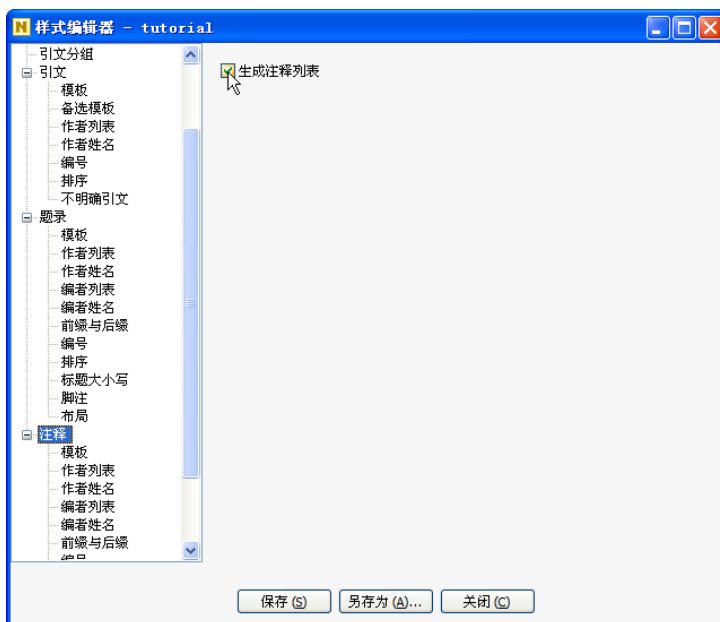 样式编辑器 - tutorial
引文分组
引文
模板
备选模板
作者列表
作者姓名
编号
排序
不明确引文
题录
模板
作者列表
作者姓名
编者列表
编者姓名
前缀与后缀
编号
排序
标题大小写
脚注
布局
注释
模板
作者列表
作者姓名
编者列表
编者姓名
前缀与后缀
编号
生成注释列表
保存 (S)
另存为 (A)...
关闭 (C)